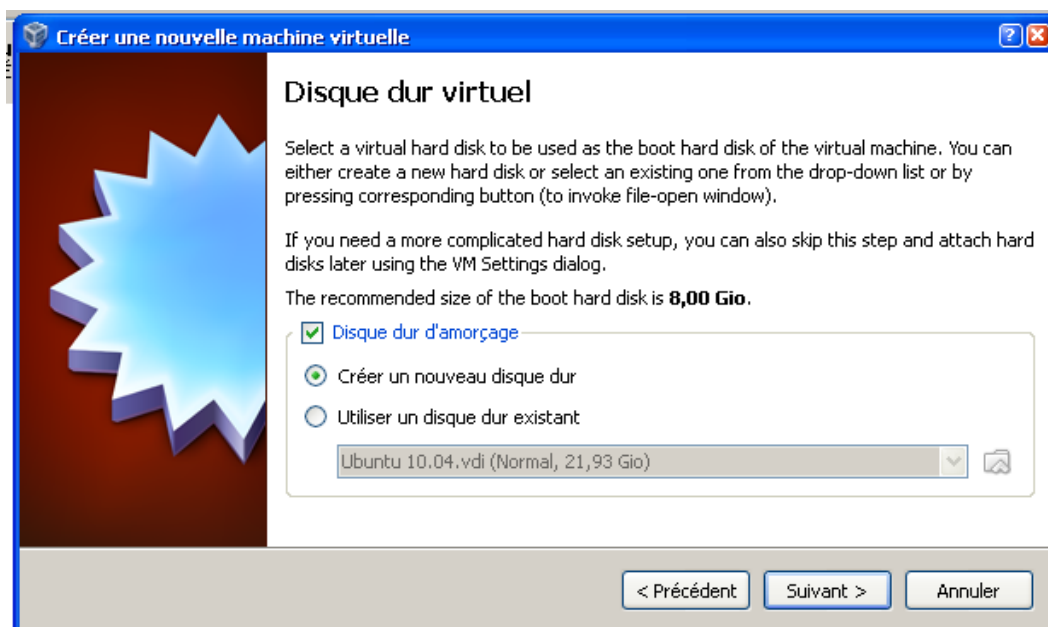 Créer une nouvelle machine virtuelle
Disque dur virtuel
Select a virtual hard disk to be used as the boot hard disk of the virtual machine. You can
either create a new hard disk or select an existing one from the drop-down list or by
pressing corresponding button (to invoke file-open window).
If you need a more complicated hard disk setup, you can also skip this step and attach hard
disks later using the VM Settings dialog.
The recommended size of the boot hard disk is 8,00 Gio.
Disque dur d'amorçage
Créer un nouveau disque dur
Utiliser un disque dur existant
Ubuntu 10.04.vdi (Normal, 21,93 Gio)
< Précédent
Suivant >
Annuler